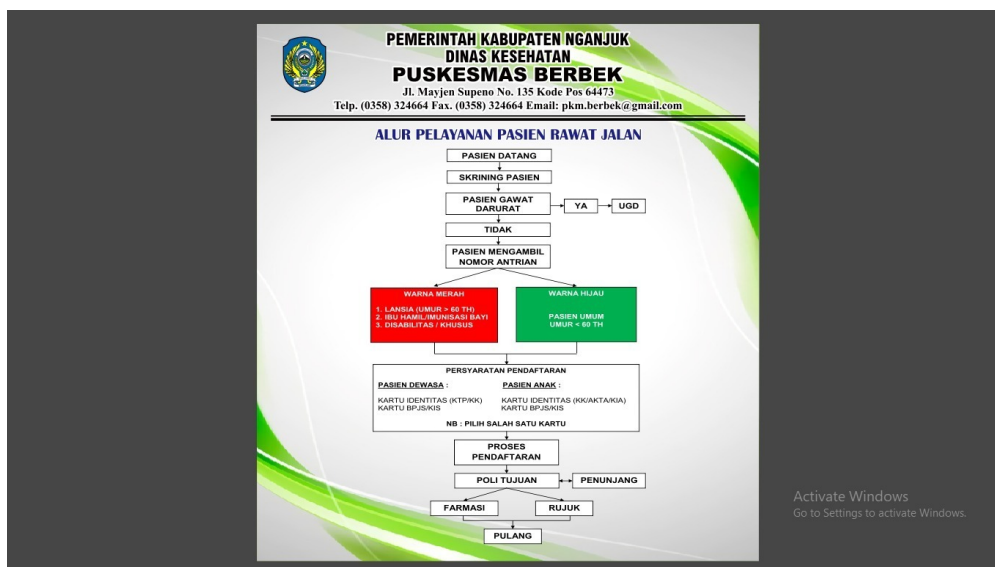 PEMERINTAH KABUPATEN NGANJUK
DINAS KESEHATAN
PUSKESMAS BERBEK
Jl. Mayjen Supeno No. 135 Kode Pos 64473
Telp. (0358) 324664 Fax. (0358) 324664 Email: pkm.berbek@gmail.com
ALUR PELAYANAN PASIEN RAWAT JALAN
PASIEN DATANG
SKRINING PASIEN
PASIEN GAWAT
DARURAT
YA
UGD
TIDAK
PASIEN MENGAMBIL
NOMOR ANTRIAN
WARNA MERAH
1. LANSIA (UMUR > 60 TH)
2. IBU HAMIL/IMUNISASI BAYI
3. DISABILITAS / KHUSUS
WARNA HIJAU
PASIEN UMUM
UMUR < 60 TH
PERSYARATAN PENDAFTARAN
PASIEN DEWASA :
KARTU IDENTITAS (KTP/KK)
KARTU BPJS/KIS
PASIEN ANAK :
KARTU IDENTITAS (KK/AKTA/KIA)
KARTU BPJS/KIS
NB : PILIH SALAH SATU KARTU
PROSES
PENDAFTARAN
POLI TUJUAN
PENUNJANG
FARMASI
RUJUK
PULANG
Activate Windows
Go to Settings to activate Windows.